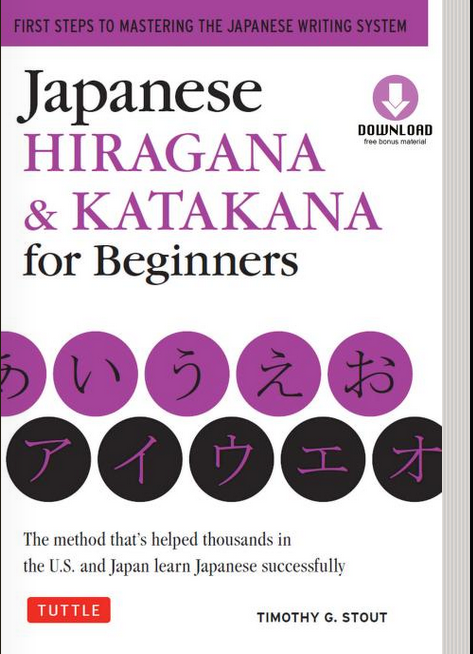 FIRST STEPS TO MASTERING THE JAPANESE WRITING SYSTEM
Japanese
HIRAGANA
& KATAKANA
for Beginners
DOWNLOAD
free bonus material
あ い う え お
ア イ ウ エ オ
The method that's helped thousands in
the U.S. and Japan learn Japanese successfully
TUTTLE
TIMOTHY G. STOUT